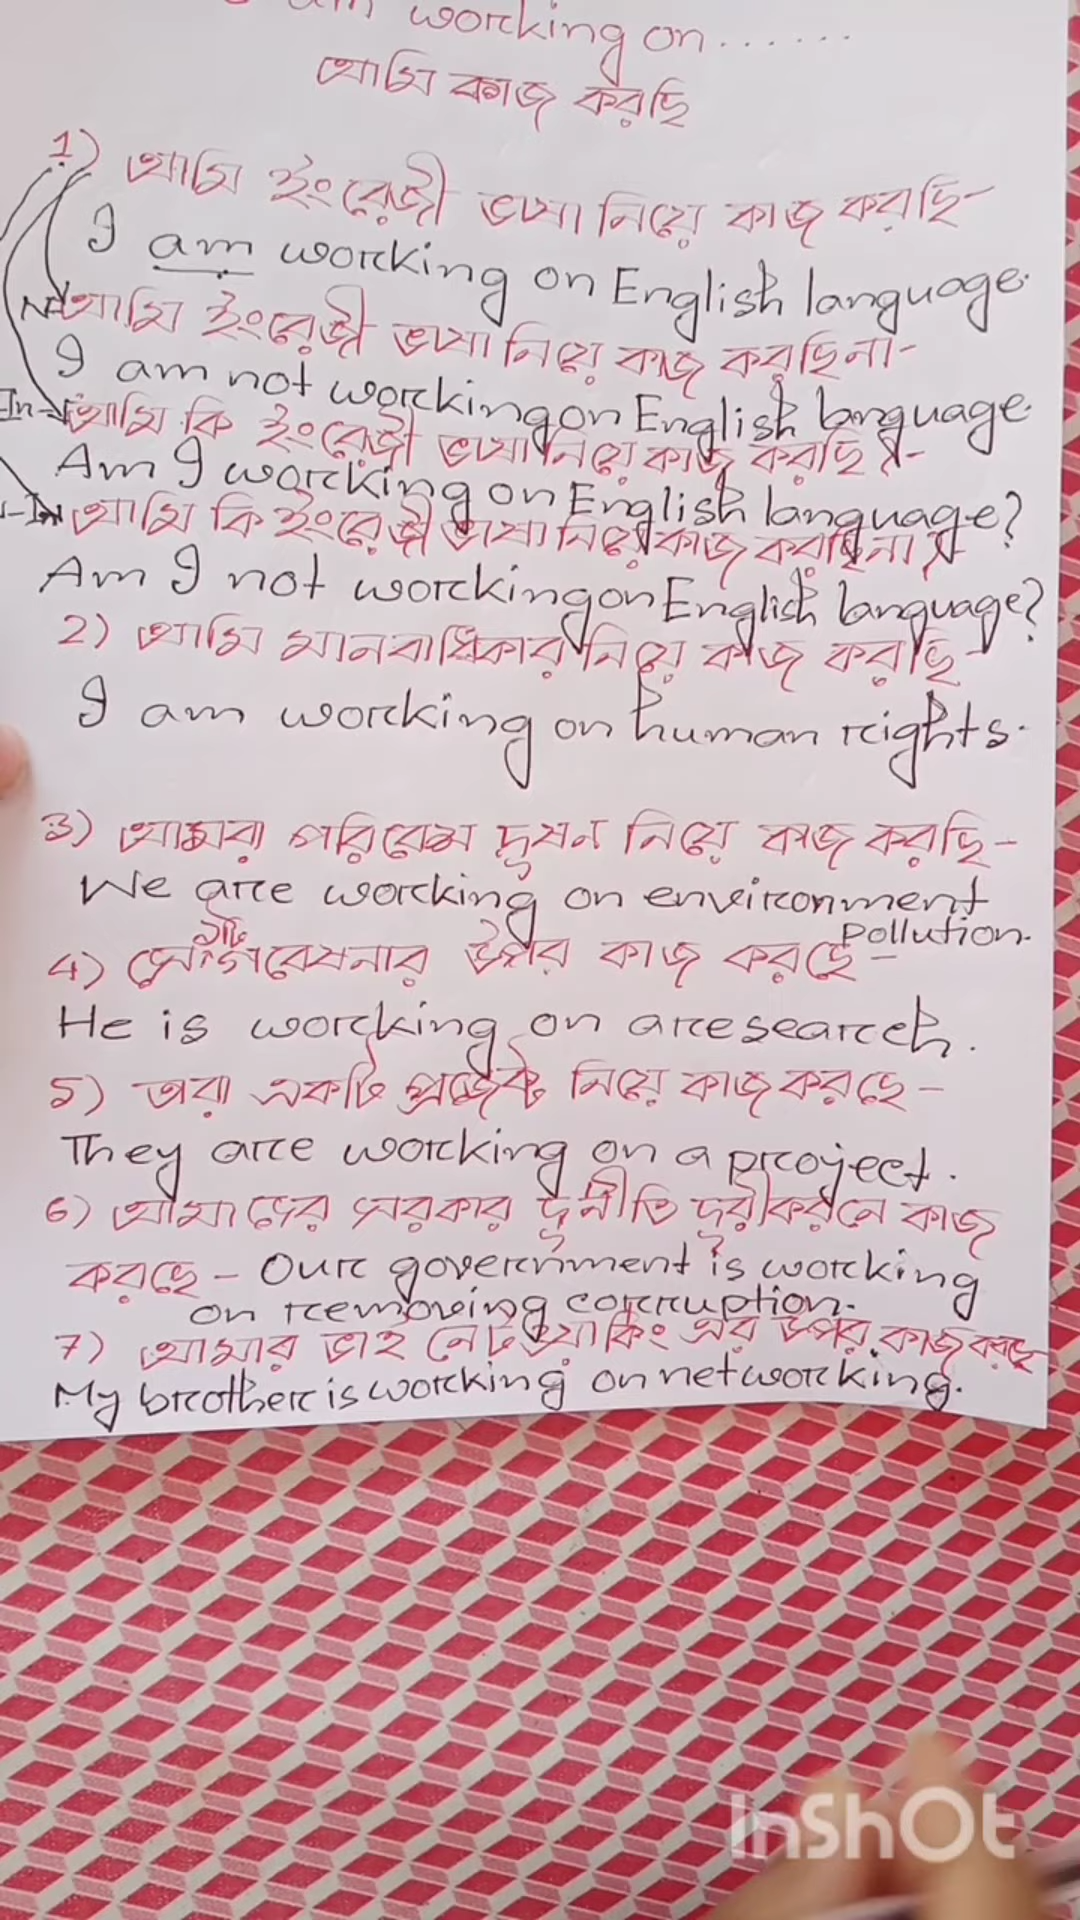 am working on......
আমি কাজ করছি
1) আমি ইংরেজী ভাষা নিয়ে কাজ করছি-
I am working on English language.
আমি ইংরেজী ভাষা নিয়ে কাজ করছিনা-
I am not working on English language.
In- আমি কি ইংরেজী ভাষা নিয়ে কাজ করছি?-
Am I working on English language?
-In আমি কি ইংরেজী ভাষা নিয়ে কাজ করছিনা?
Am I not working on English language?
2) আমি মানবাধিকার নিয়ে কাজ করছি-
I am working on human rights.
3) আমরা পরিবেশ দূষন নিয়ে কাজ করছি-
We are working on environment
pollution.
4) গবেষনার উপর কাজ করছে-
He is working on a research.
5) তারা একটি প্রজেক্ট নিয়ে কাজ করছে-
They are working on a project.
6) আমাদের সরকার দূর্নীতি দূরীকরনে কাজ
করছে- Our government is working
on removing corruption.
7) আমার ভাই নেটওয়ার্কিং এর উপর কাজ করছে
My brother is working on networking.
InShOt